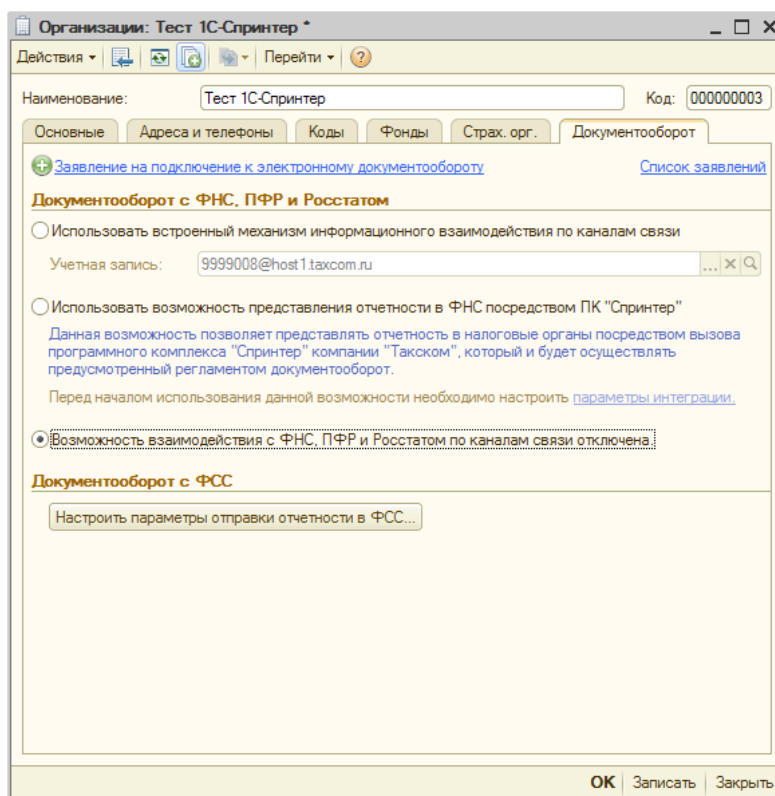 Организации: Тест 1С-Спринтер *
Действия Перейти
Наименование: Тест 1С-Спринтер Код: 000000003
Основные Адреса и телефоны Коды Фонды Страх. орг. Документооборот
Заявление на подключение к электронному документообороту Список заявлений
Документооборот с ФНС, ПФР и Росстатом
Использовать встроенный механизм информационного взаимодействия по каналам связи
Учетная запись: 9999008@host1.taxcom.ru ...
Использовать возможность представления отчетности в ФНС посредством ПК "Спринтер"
Данная возможность позволяет представлять отчетность в налоговые органы посредством вызова
программного комплекса "Спринтер" компании "Такском", который и будет осуществлять
предусмотренный регламентом документооборот.
Перед началом использования данной возможности необходимо настроить параметры интеграции.
Возможность взаимодействия с ФНС, ПФР и Росстатом по каналам связи отключена.
Документооборот с ФСС
Настроить параметры отправки отчетности в ФСС...
ОК Записать Закрыть